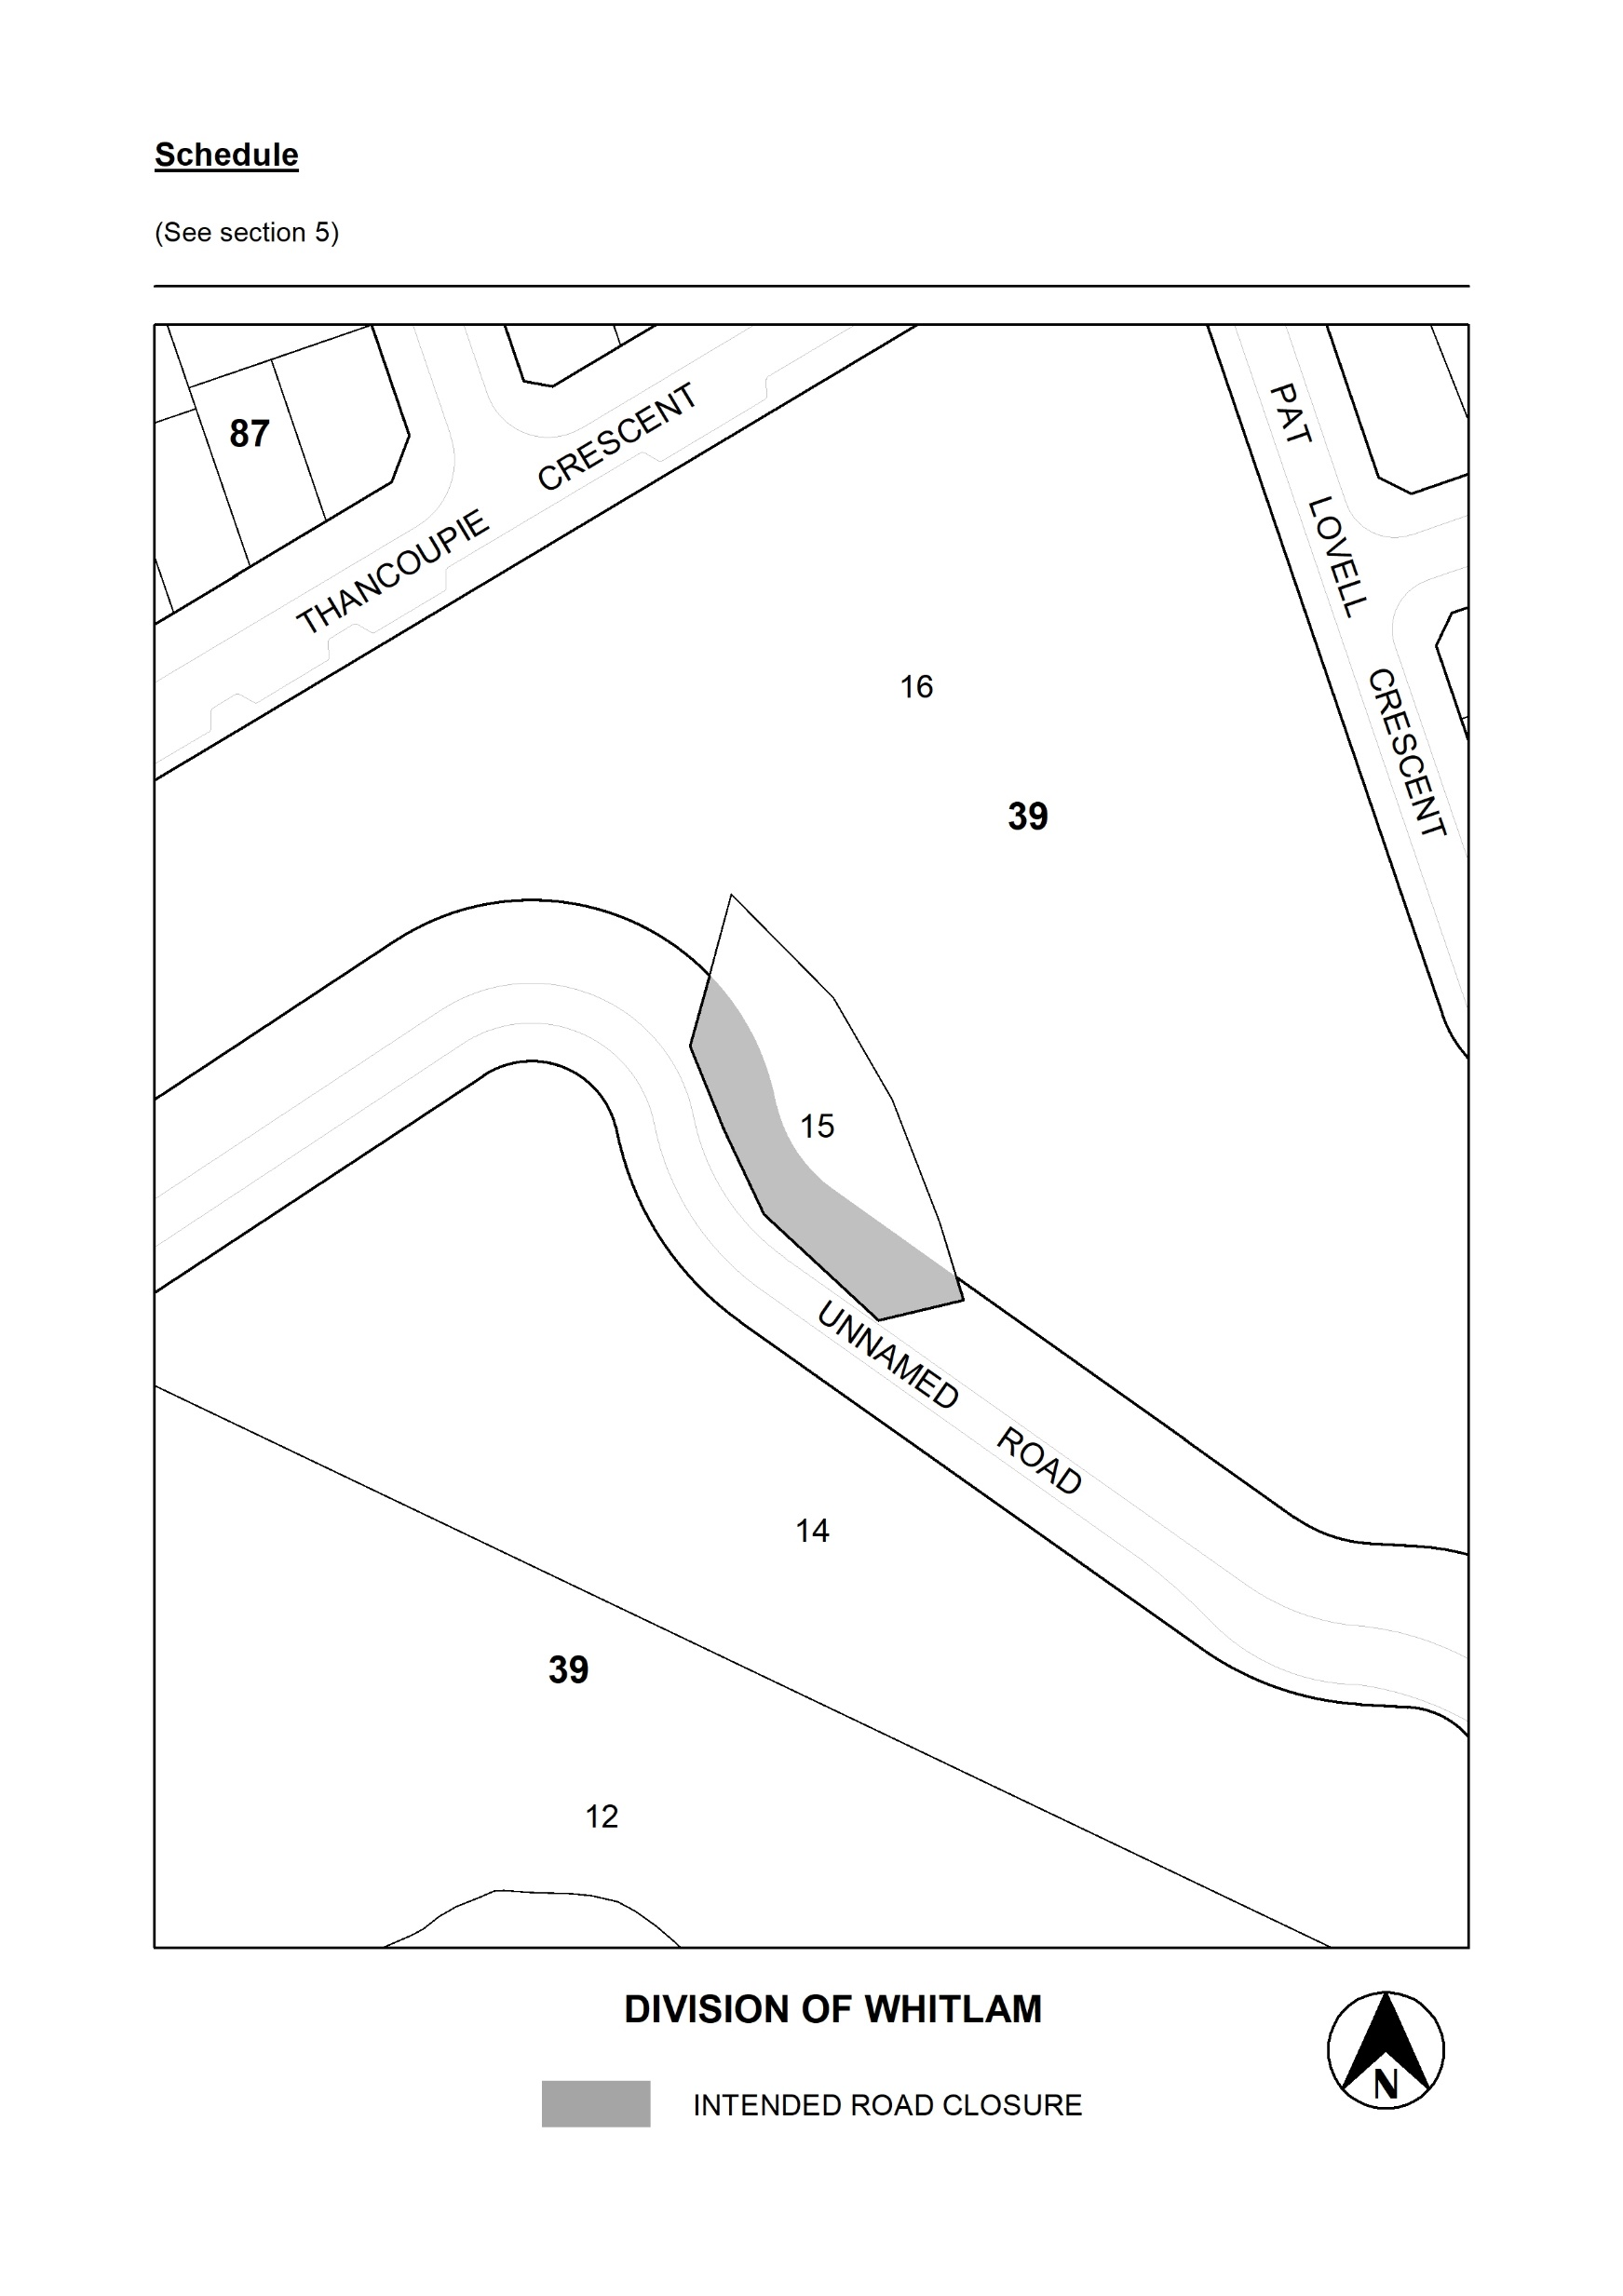 Schedule
(See section 5)
87
THANCOUPIE CRESCENT
PAT LOVELL CRESCENT
16
39
15
UNNAMED ROAD
14
39
12
DIVISION OF WHITLAM
N
INTENDED ROAD CLOSURE